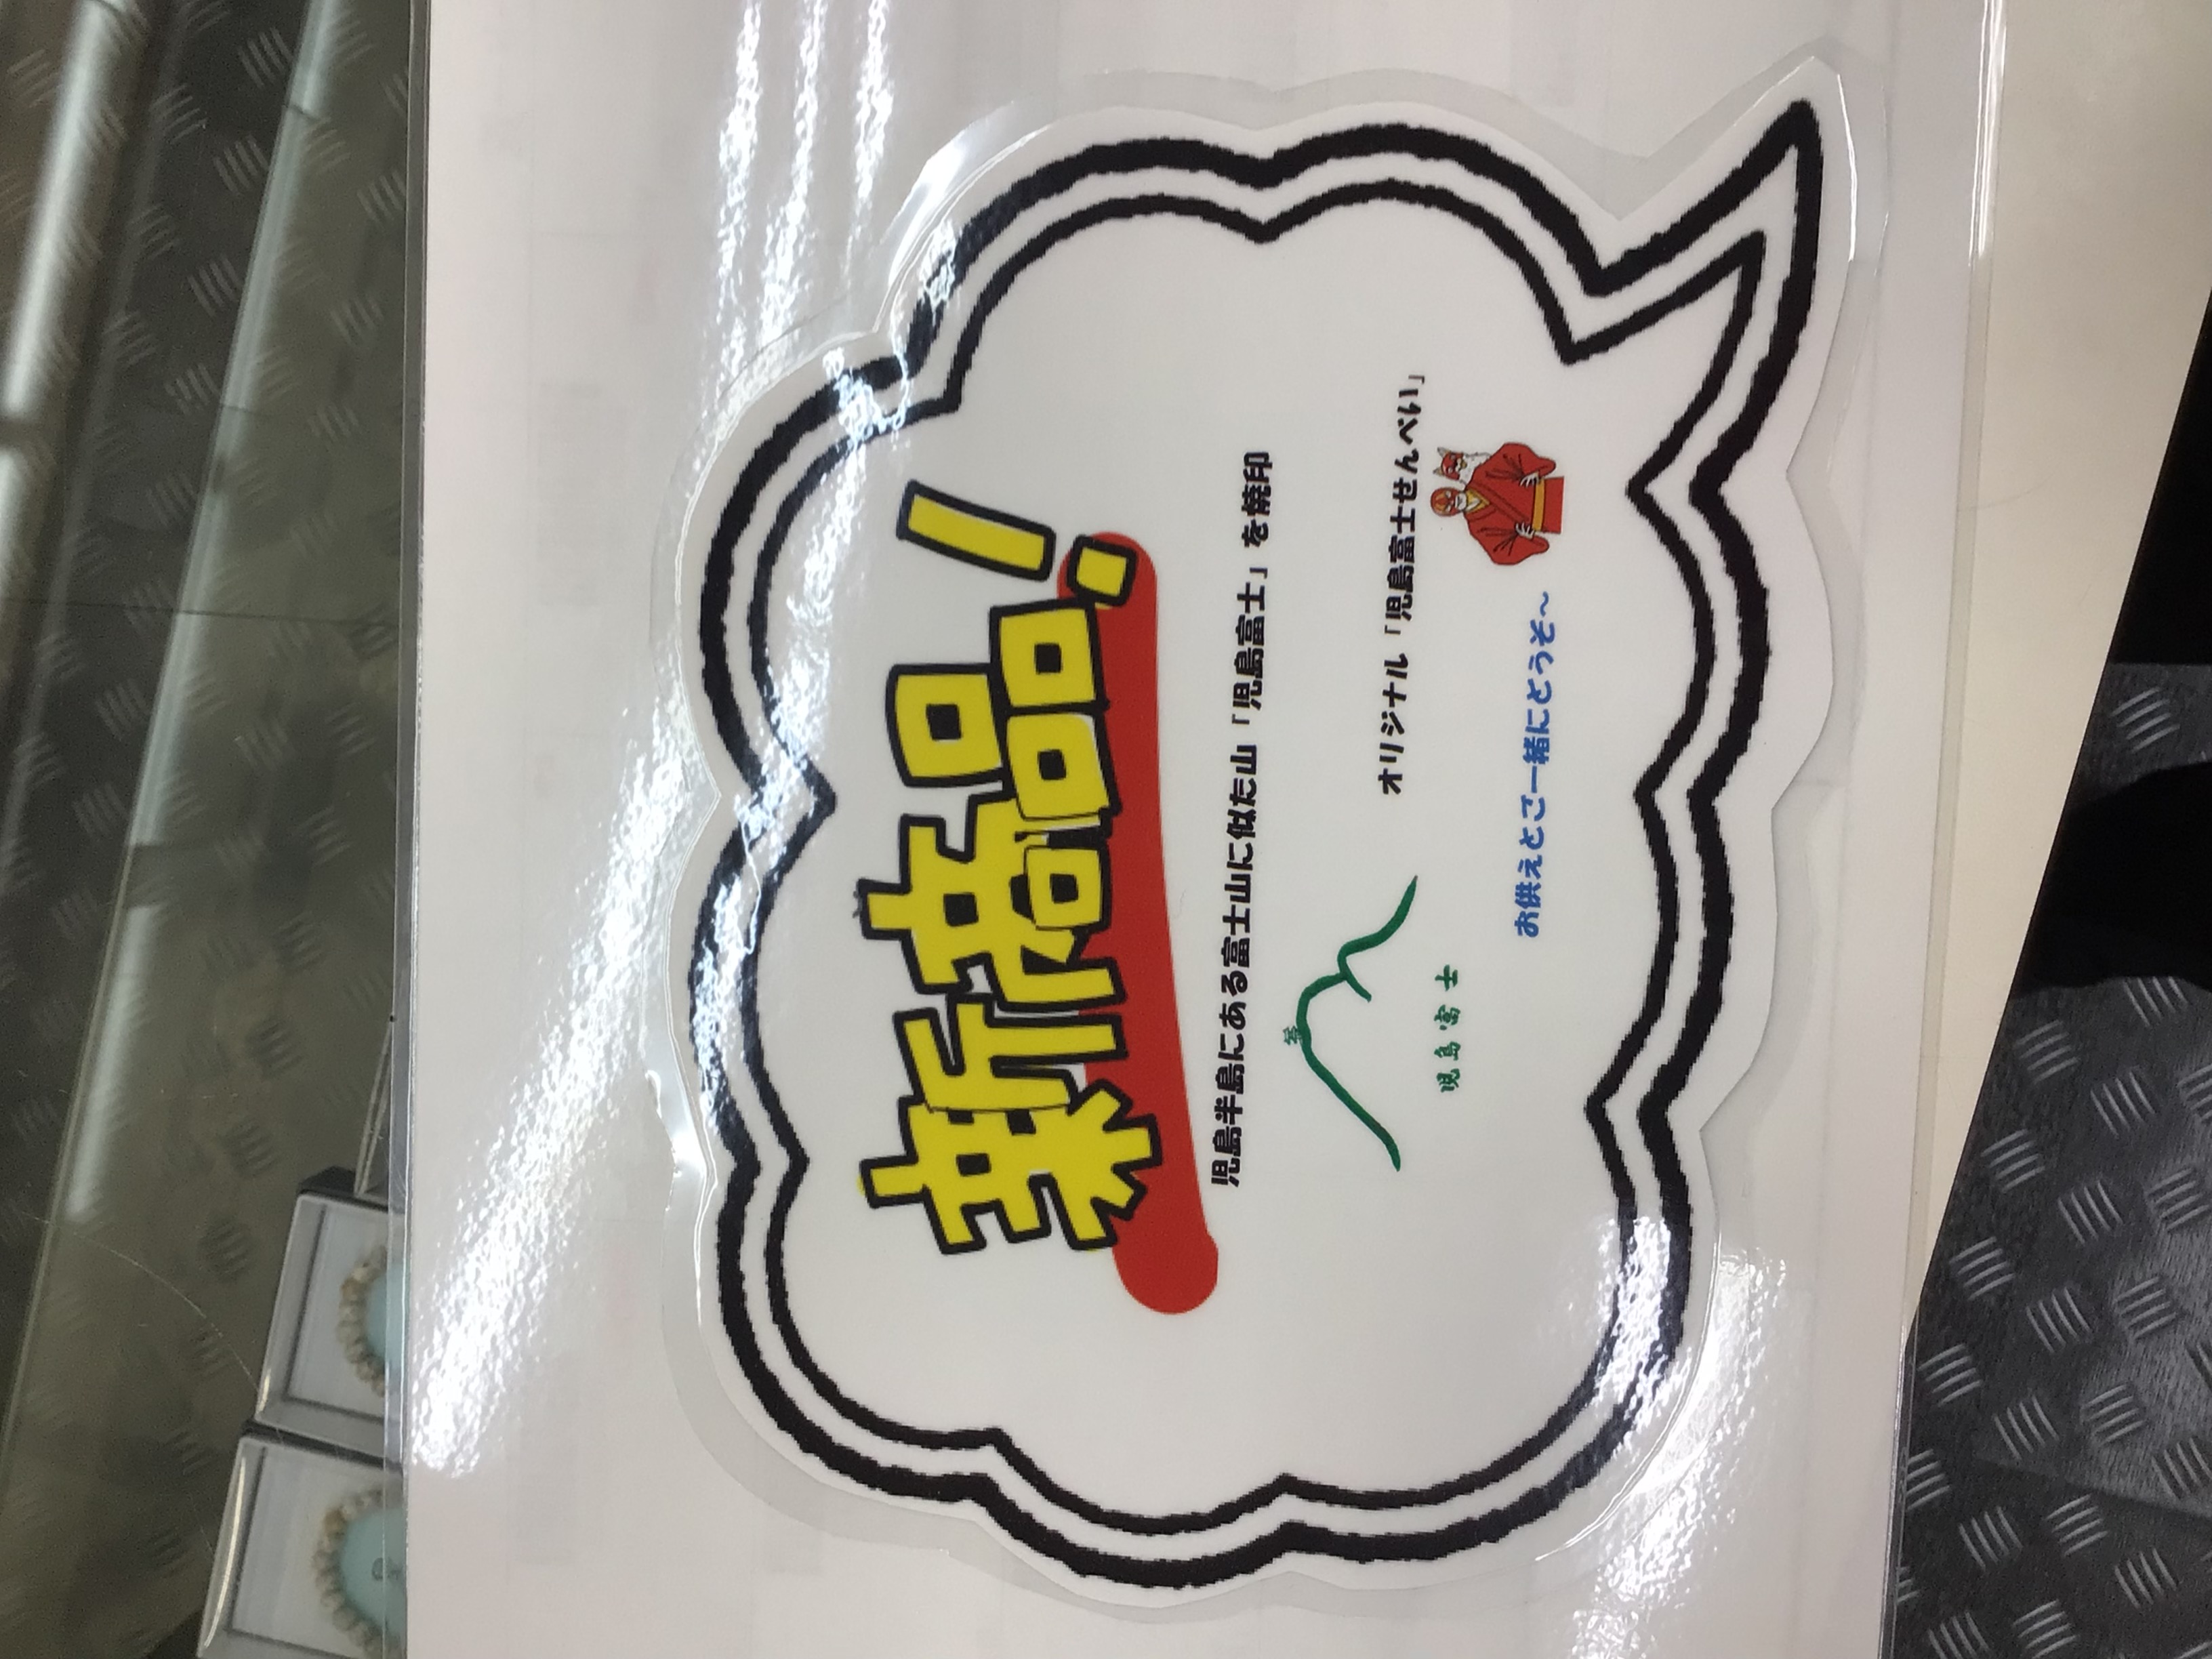 新商品!
児島半島にある富士山に似た山「児島富士」を焼印
オリジナル「児島富士せんべい」
児島富士
お供えとご一緒にどうぞ~